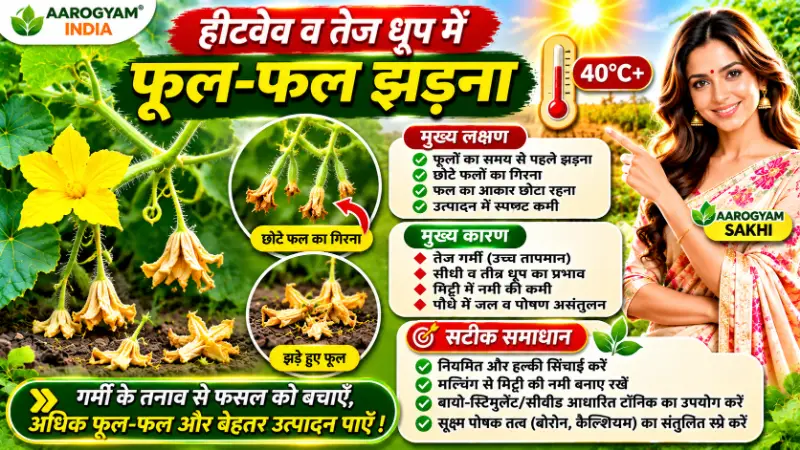 AAROGYAM®
INDIA
हीटवेव व तेज धूप में
फूल-फल झड़ना
40°C+
मुख्य लक्षण
फूलों का समय से पहले झड़ना
छोटे फलों का गिरना
फल का आकार छोटा रहना
उत्पादन में स्पष्ट कमी
छोटे फल का गिरना
AAROGYAM
SAKHI
मुख्य कारण
तेज गर्मी (उच्च तापमान)
सीधी व तीव्र धूप का प्रभाव
मिट्टी में नमी की कमी
पौधे में जल व पोषण असंतुलन
झड़े हुए फूल
सटीक समाधान
नियमित और हल्की सिंचाई करें
मल्चिंग से मिट्टी की नमी बनाए रखें
बायो-स्टिमुलेंट/सीवीड आधारित टॉनिक का उपयोग करें
सूक्ष्म पोषक तत्व (बोरोन, कैल्शियम) का संतुलित स्प्रे करें
गर्मी के तनाव से फसल को बचाएँ,
अधिक फूल-फल और बेहतर उत्पादन पाएँ !